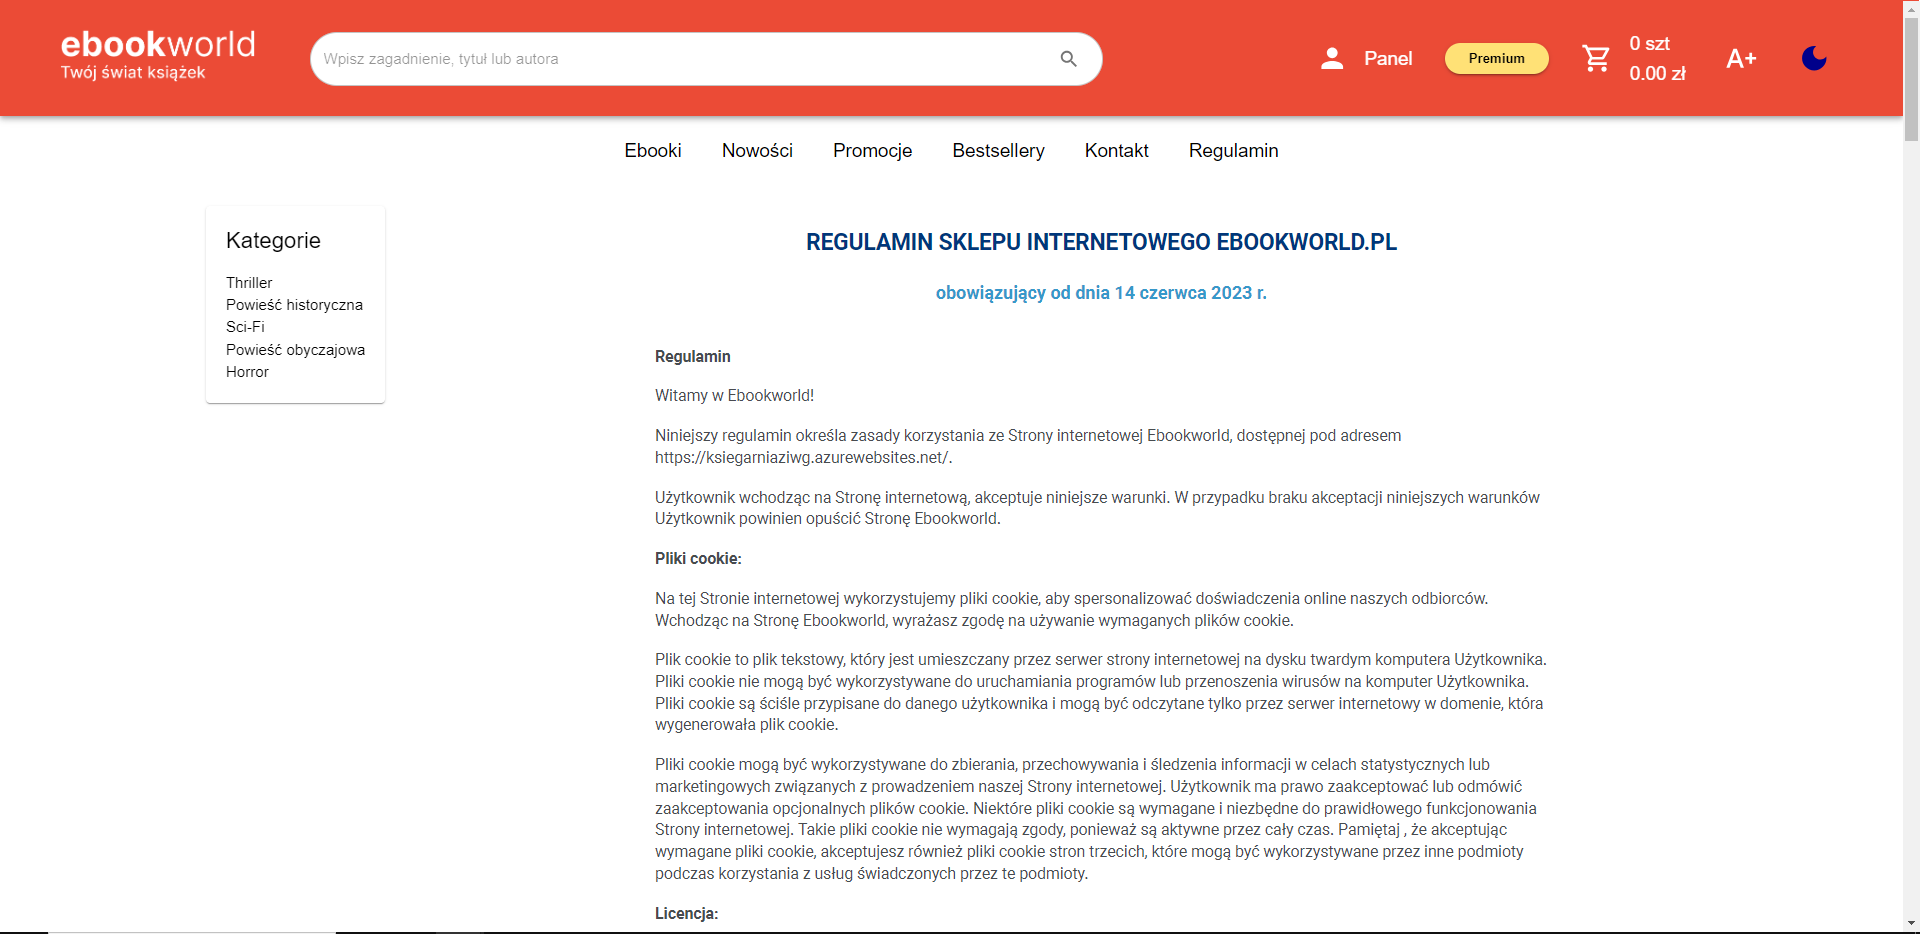 ebookworld
Twój świat książek
Wpisz zagadnienie, tytuł lub autora
Panel
Premium
0 szt
0.00 zł
A+
Ebooki Nowości Promocje Bestsellery Kontakt Regulamin
Kategorie
Thriller
Powieść historyczna
Sci-Fi
Powieść obyczajowa
Horror
REGULAMIN SKLEPU INTERNETOWEGO EBOOKWORLD.PL
obowiązujący od dnia 14 czerwca 2023 r.
Regulamin
Witamy w Ebookworld!
Niniejszy regulamin określa zasady korzystania ze Strony internetowej Ebookworld, dostępnej pod adresem
https://ksiegarniaziwg.azurewebsites.net/.
Użytkownik wchodząc na Stronę internetową, akceptuje niniejsze warunki. W przypadku braku akceptacji niniejszych warunków
Użytkownik powinien opuścić Stronę Ebookworld.
Pliki cookie:
Na tej Stronie internetowej wykorzystujemy pliki cookie, aby spersonalizować doświadczenia online naszych odbiorców.
Wchodząc na Stronę Ebookworld, wyrażasz zgodę na używanie wymaganych plików cookie.
Plik cookie to plik tekstowy, który jest umieszczany przez serwer strony internetowej na dysku twardym komputera Użytkownika.
Pliki cookie nie mogą być wykorzystywane do uruchamiania programów lub przenoszenia wirusów na komputer Użytkownika.
Pliki cookie są ściśle przypisane do danego użytkownika i mogą być odczytane tylko przez serwer internetowy w domenie, która
wygenerowała plik cookie.
Pliki cookie mogą być wykorzystywane do zbierania, przechowywania i śledzenia informacji w celach statystycznych lub
marketingowych związanych z prowadzeniem naszej Strony internetowej. Użytkownik ma prawo zaakceptować lub odmówić
zaakceptowania opcjonalnych plików cookie. Niektóre pliki cookie są wymagane i niezbędne do prawidłowego funkcjonowania
Strony internetowej. Takie pliki cookie nie wymagają zgody, ponieważ są aktywne przez cały czas. Pamiętaj , że akceptując
wymagane pliki cookie, akceptujesz również pliki cookie stron trzecich, które mogą być wykorzystywane przez inne podmioty
podczas korzystania z usług świadczonych przez te podmioty.
Licencja: